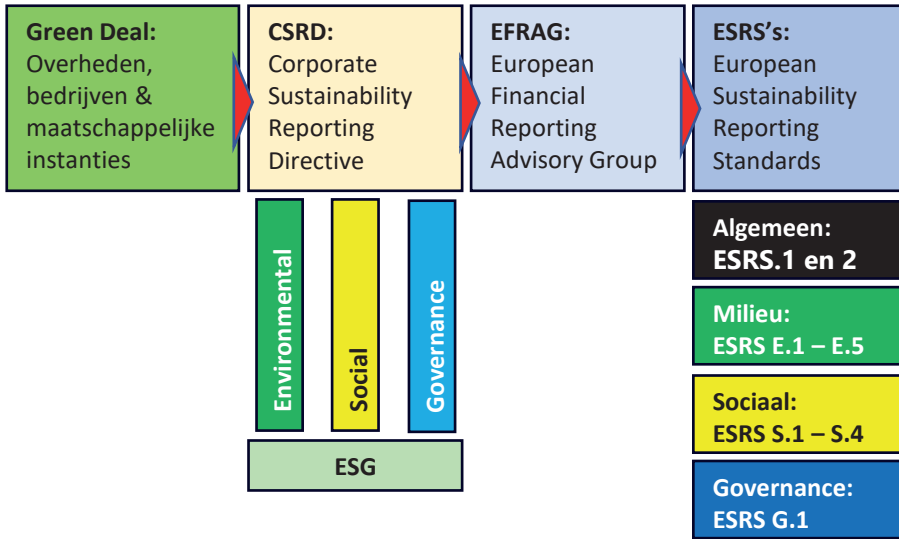 Green Deal:
Overheden,
bedrijven &
maatschappelijke
instanties
CSRD:
Corporate
Sustainability
Reporting
Directive
EFRAG:
European
Financial
Reporting
Advisory Group
ESRS's:
European
Sustainability
Reporting
Standards
Environmental
Social
Governance
ESG
Algemeen:
ESRS.1 en 2
Milieu:
ESRS E.1 – E.5
Sociaal:
ESRS S.1 – S.4
Governance:
ESRS G.1